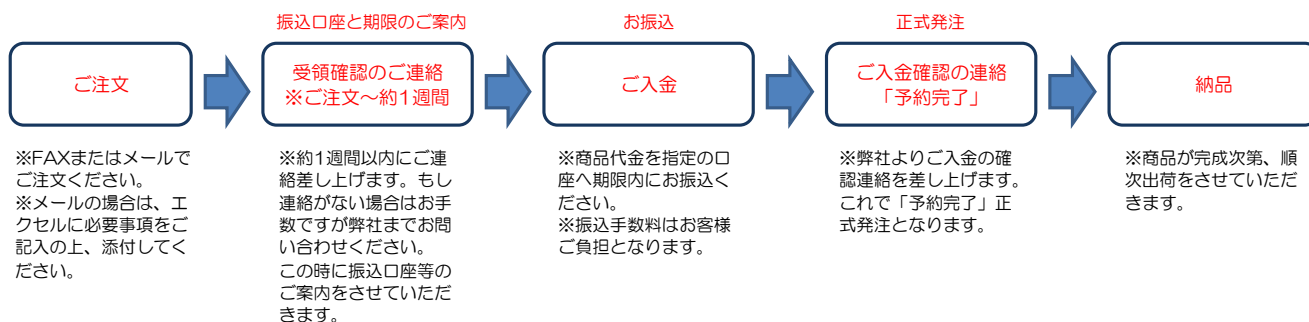 振込口座と期限のご案内
お振込
正式発注
ご注文
受領確認のご連絡
※ご注文～約1週間
ご入金
ご入金確認の連絡
「予約完了」
納品
※FAXまたはメールで
ご注文ください。
※メールの場合は、エ
クセルに必要事項をご
記入の上、添付してく
ださい。
※約1週間以内にご連
絡差し上げます。もし
連絡がない場合はお手
数ですが弊社までお問
い合わせください。
この時に振込口座等の
ご案内をさせていただ
きます。
※商品代金を指定の口
座へ期限内にお振込く
ださい。
※振込手数料はお客様
ご負担となります。
※弊社よりご入金の確
認連絡を差し上げます。
これで「予約完了」正
式発注となります。
※商品が完成次第、順
次出荷をさせていただ
きます。